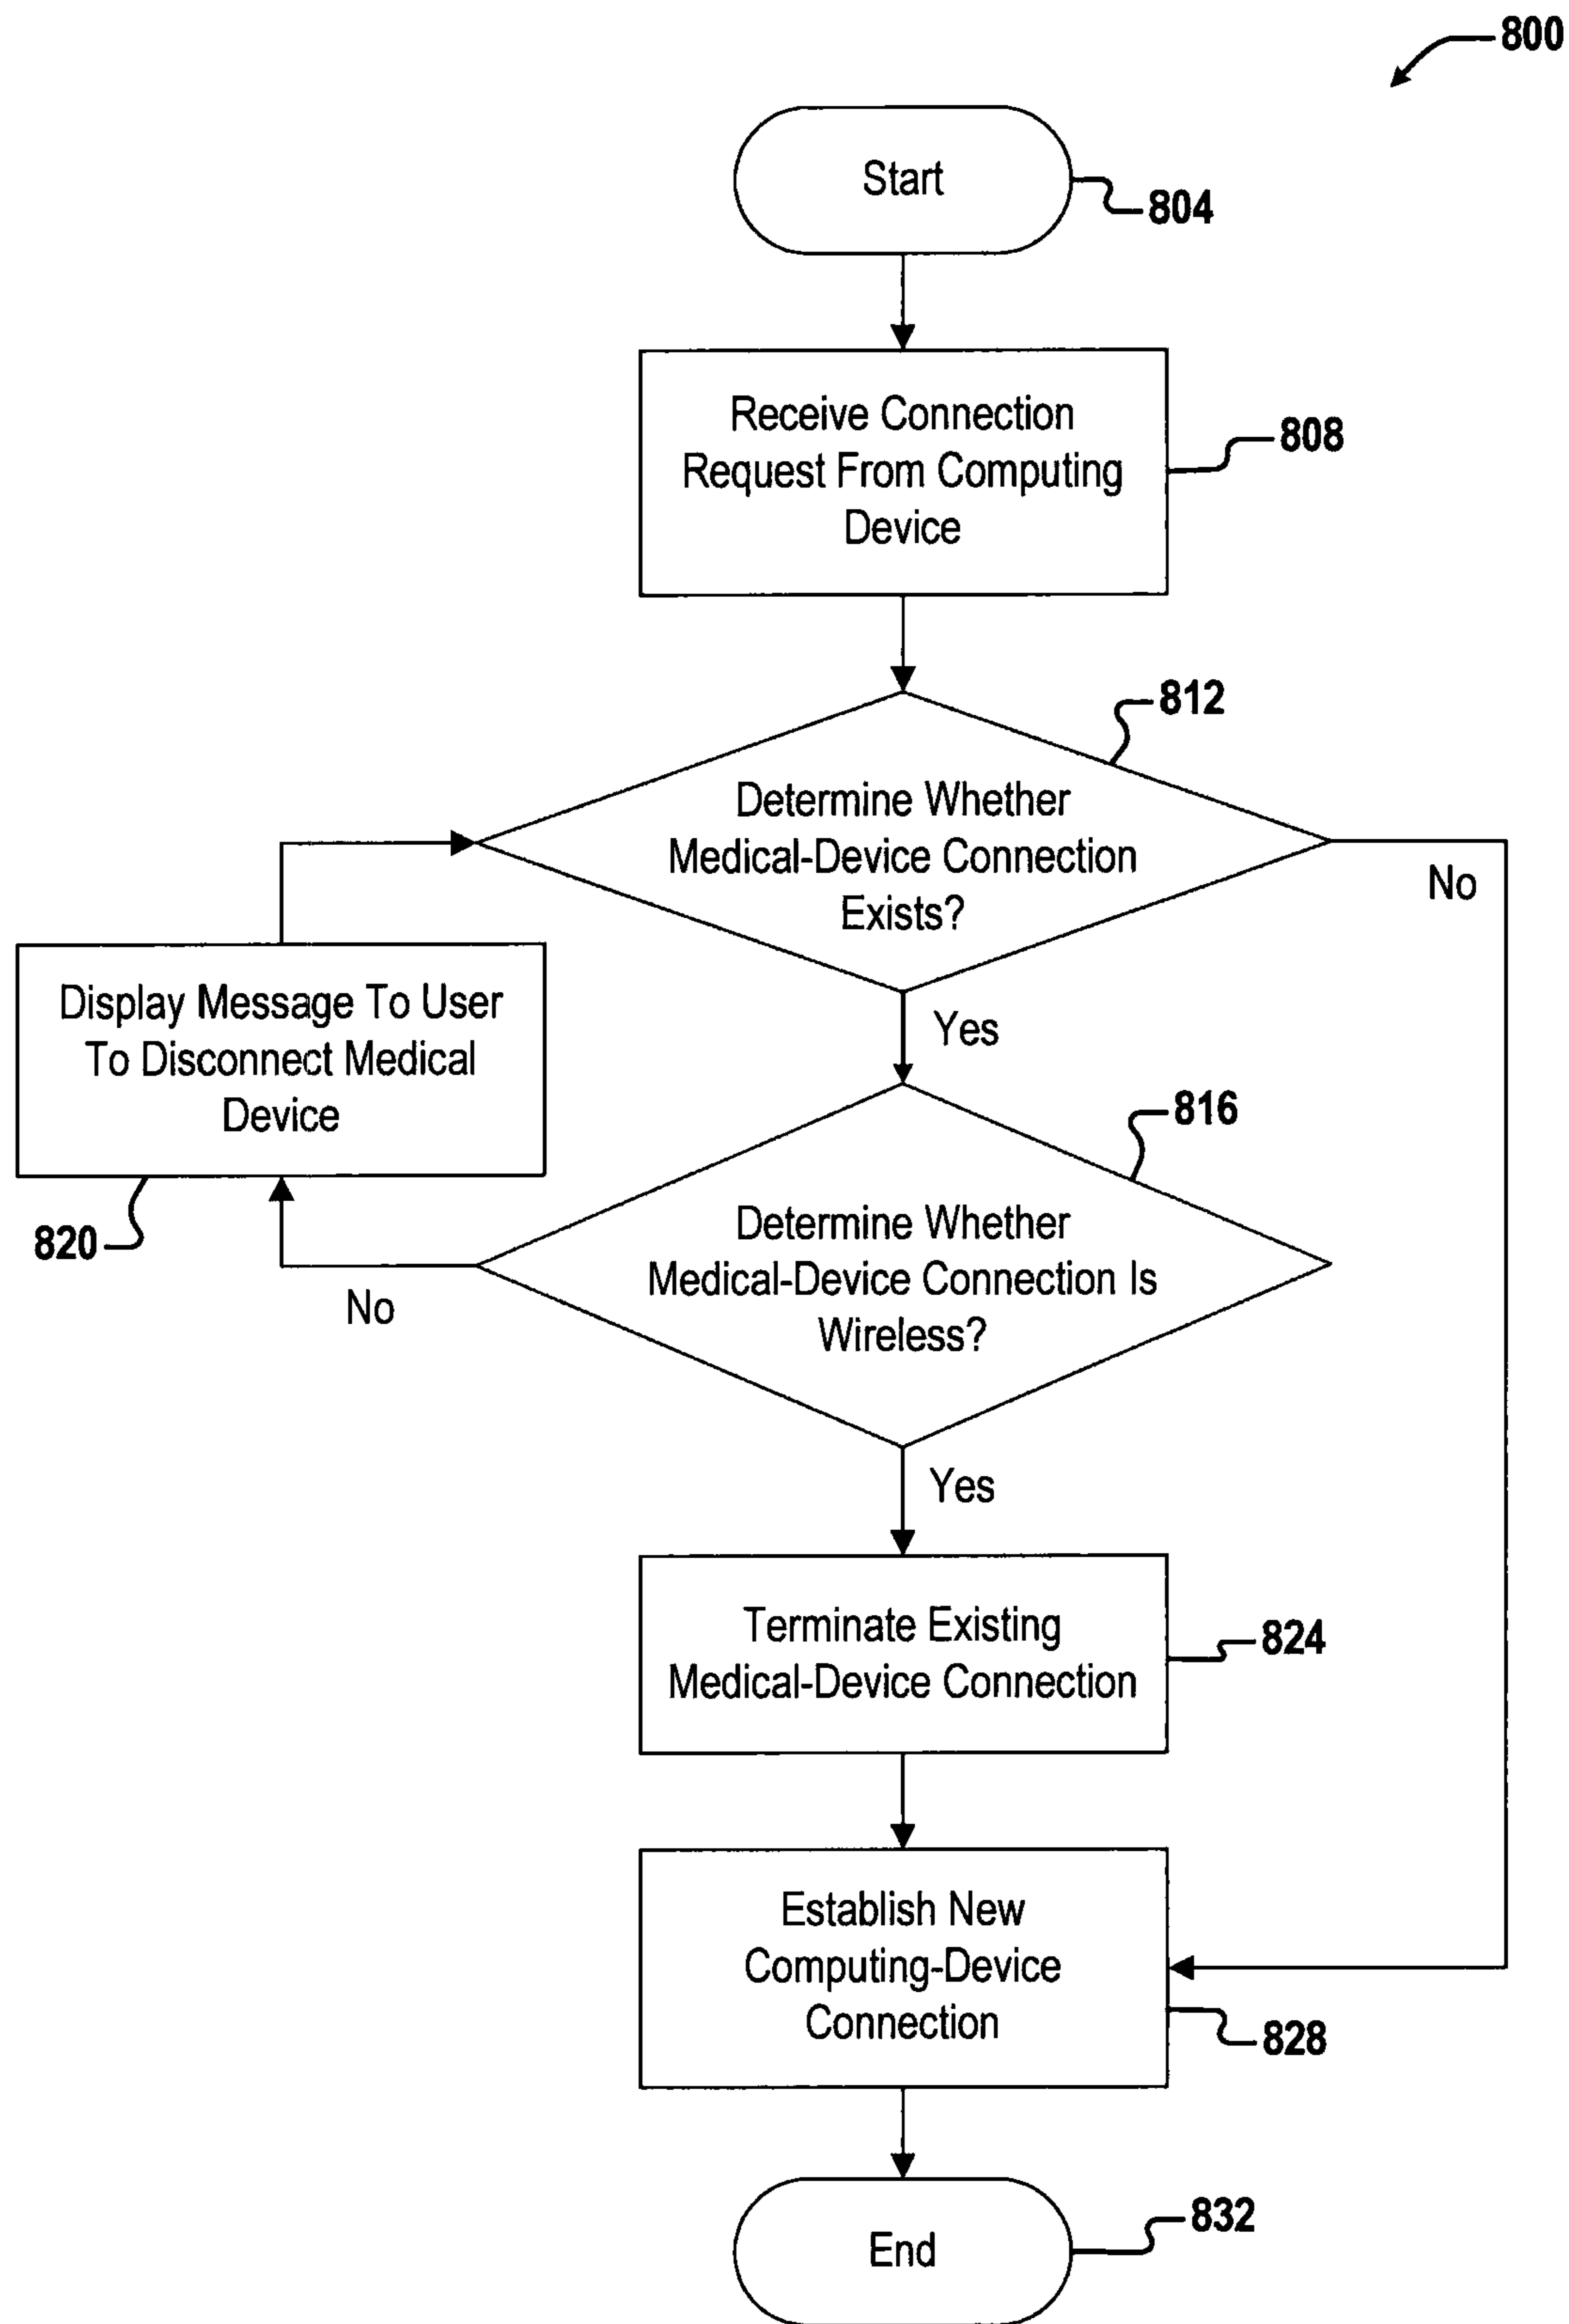 800
Start
804
Receive Connection
Request From Computing
Device
808
812
Determine Whether
Medical-Device Connection
Exists?
No
Display Message To User
To Disconnect Medical
Device
Yes
816
820
Determine Whether
Medical-Device Connection Is
Wireless?
No
Yes
Terminate Existing
Medical-Device Connection
824
Establish New
Computing-Device
Connection
828
End
832